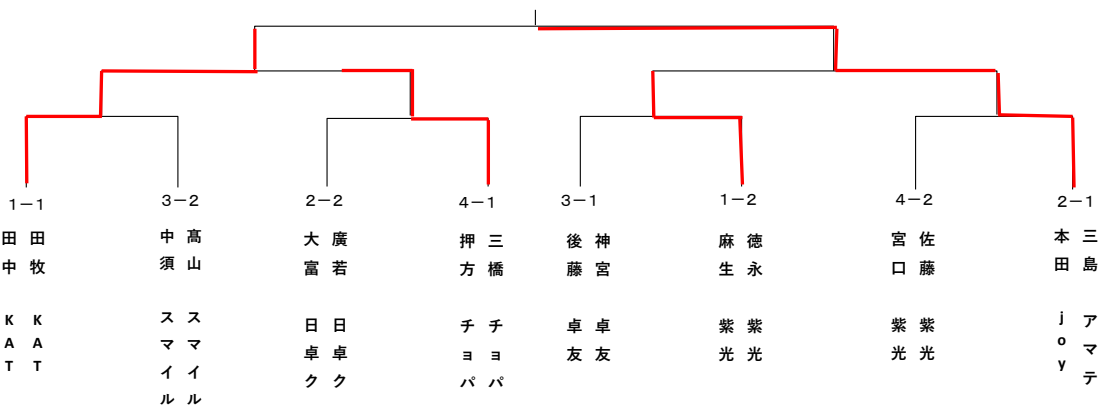 1－1
3－2
2－2
4－1
3－1
1－2
4－2
2－1
田中 KAT
田牧 KAT
中須 スマイル
髙山 スマイル
大富 日卓ク
廣若 日卓ク
押方 チョパ
三橋 チョパ
後藤 卓友
神宮 卓友
麻生 紫光
徳永 紫光
宮口 紫光
佐藤 紫光
本田 joy
三島 アマテ